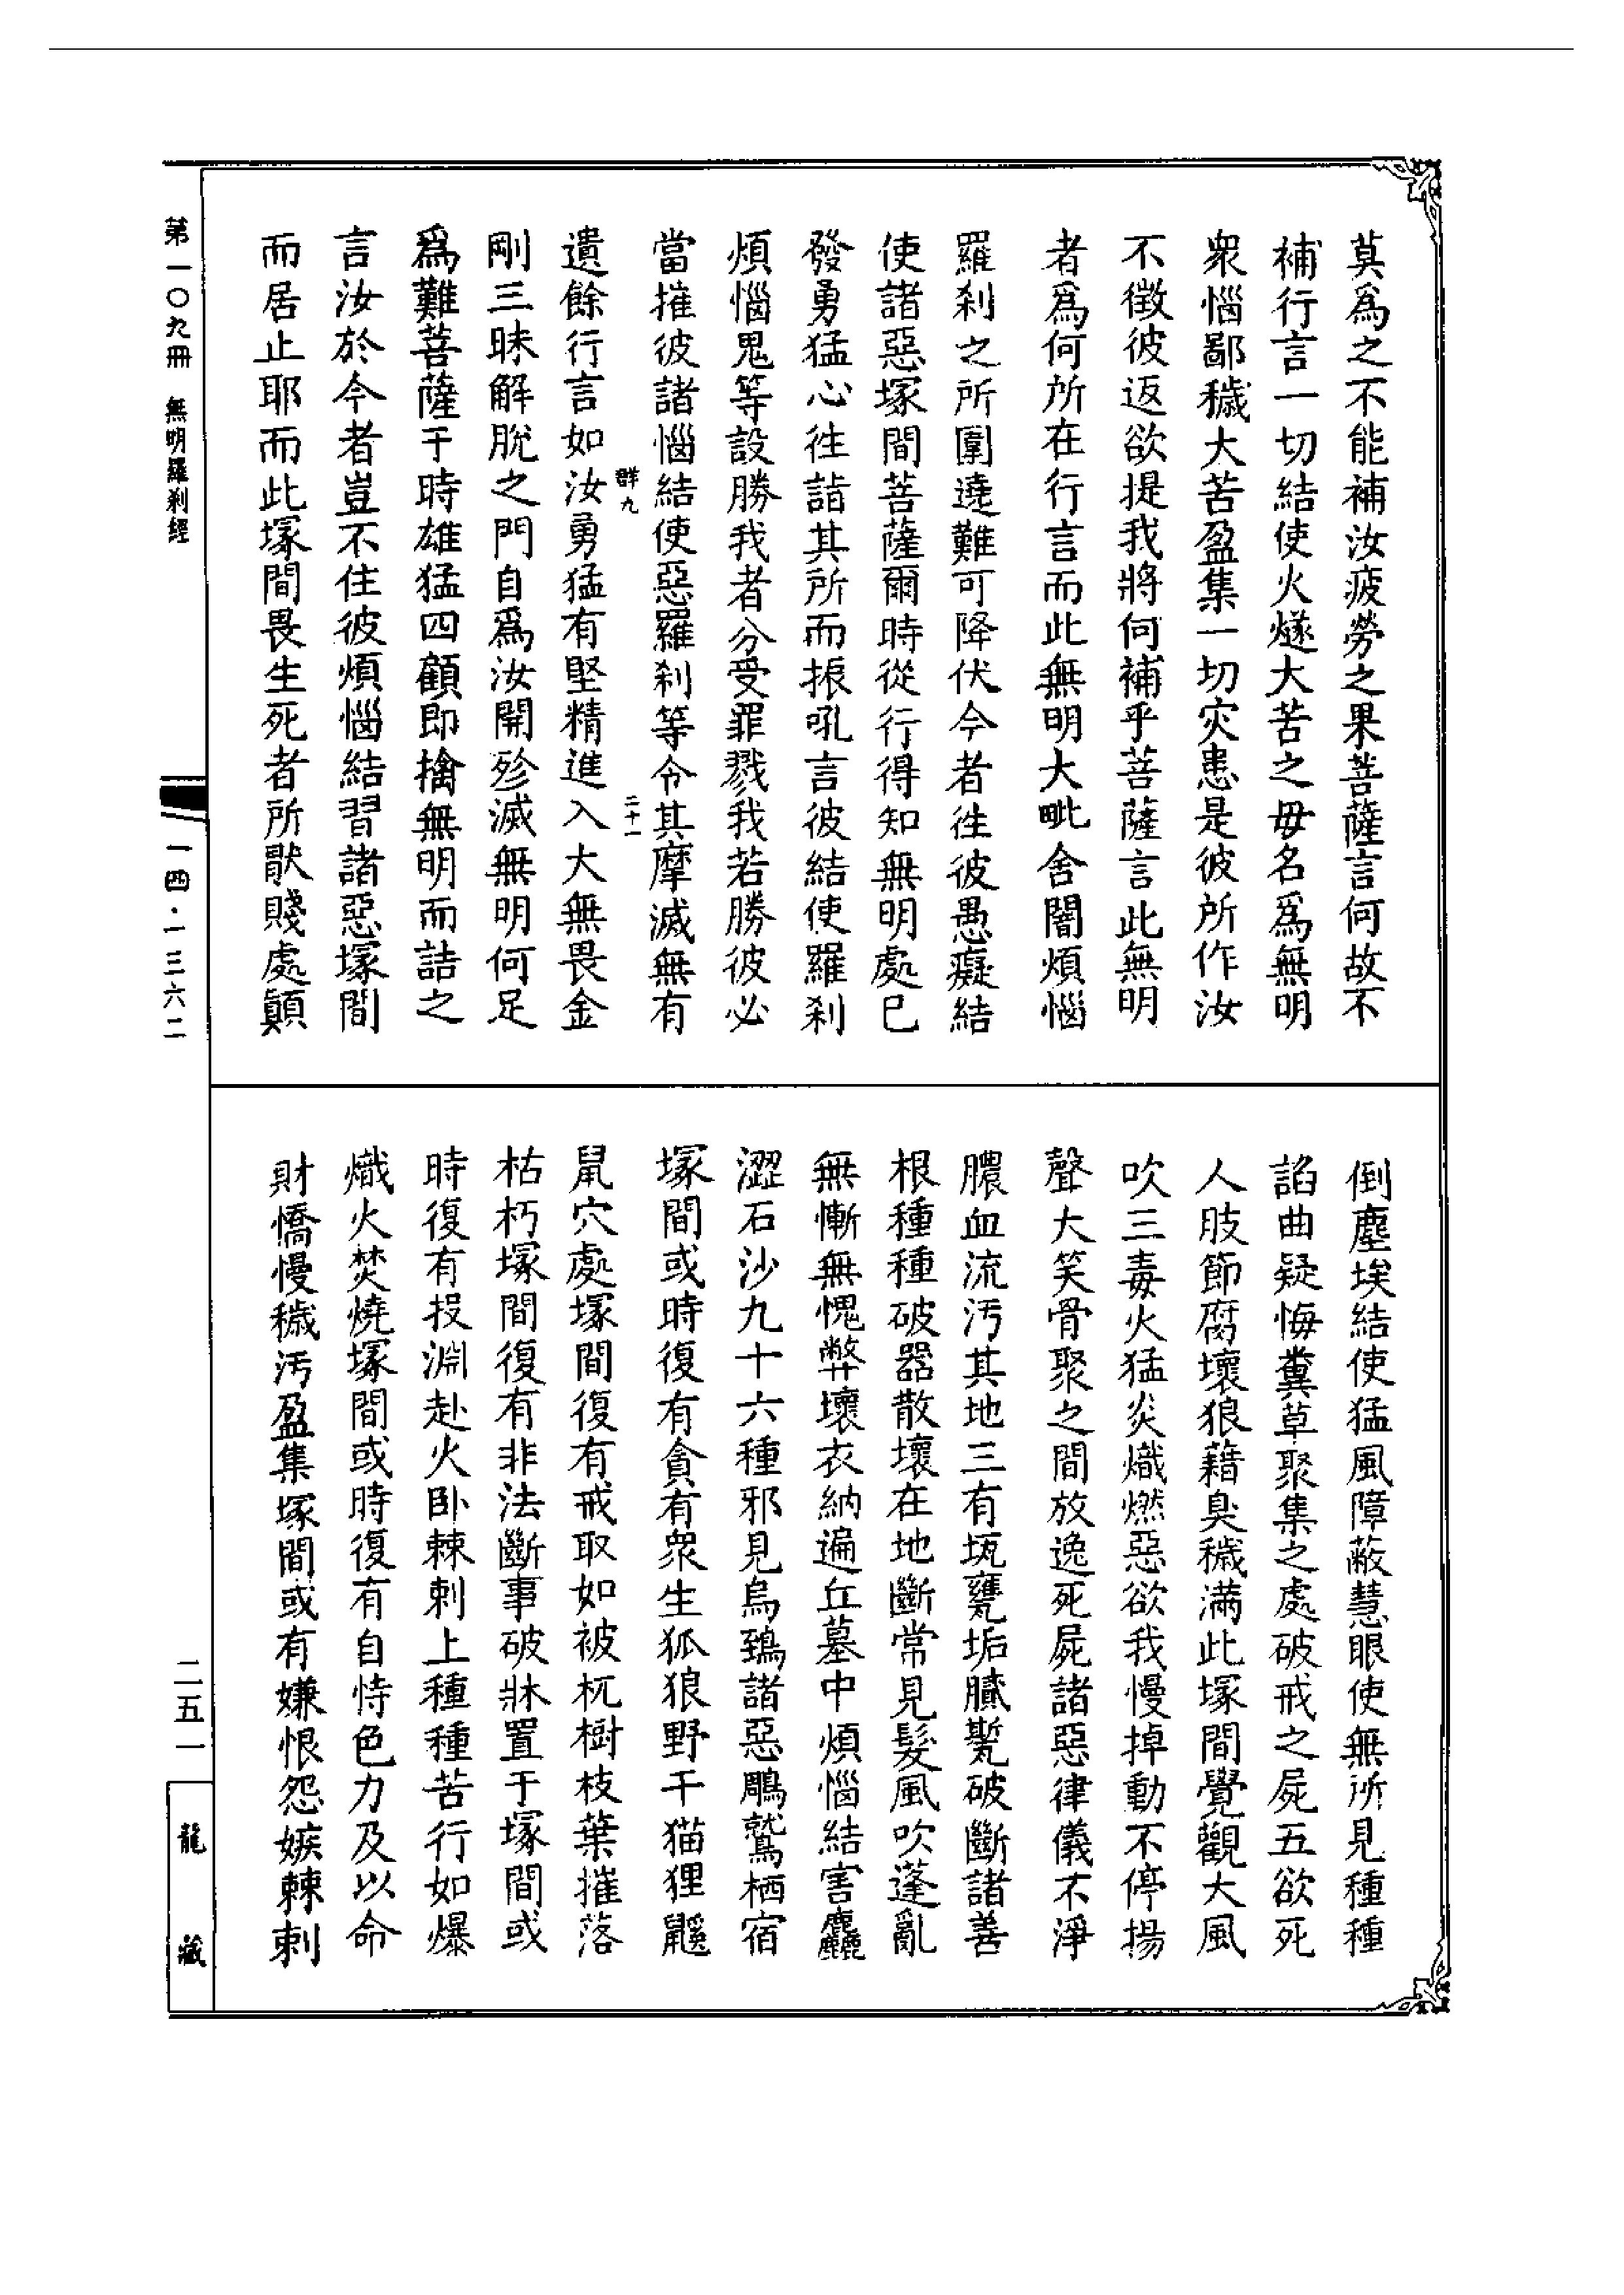 莫爲之不能補汝疲勞之果菩薩言何故不
補行言一切結使火燧大苦之毋名爲無明
衆惱鄙穢大苦盈集一切灾患是彼所作汝
不徵彼返欲提我將何補乎菩薩言此無明
者爲何所在行言而此無明大毗舍闍煩惱
羅刹之所圍遶難可降伏今者徃彼愚癡結
使諸惡塚間菩薩爾時從行得知無明處已
發勇猛心徃詣其所而振吼言彼結使羅刹
煩惱鬼等設勝我者分受罪戮我若勝彼必
當摧彼諸惱結使惡羅刹等令其摩滅無有
群九
二十一
遺餘行言如汝勇猛有堅精進入大無畏金
剛三昧解脫之門自爲汝開殄滅無明何足
爲難菩薩于時雄猛四顧即擒無明而詰之
言汝於今者豈不住彼煩惱結習諸惡塚間
而居止耶而此塚間畏生死者所猒賤處顛
倒塵埃結使猛風障蔽慧眼使無所見種種
諂曲疑悔糞草聚集之處破戒之屍五欲死
人肢節腐壞狼藉臭穢滿此塚間覺觀大風
吹三毒火猛炎熾燃惡欲我慢掉動不停揚
聲大笑骨聚之間放逸死屍諸惡律儀不淨
膿血流汚其地三有㼚甕垢膩甃破斷諸善
根種種破器散壞在地斷常見髮風吹蓬亂
無慚無愧弊壞衣納遍丘墓中煩惱結害麤
澀石沙九十六種邪見烏鵄諸惡鵰鷲栖宿
塚間或時復有貪有衆生狐狼野干猫狸鼷
鼠穴處塚間復有戒取如被杌樹枝葉摧落
枯朽塚間復有非法斷事破牀置于塚間或
時復有投淵赴火卧棘刺上種種苦行如爆
熾火焚燒塚間或時復有自恃色力及以命
財憍慢穢汚盈集塚間或有嫌恨怨嫉棘刺
第一〇九冊　無明羅刹經
一四·一三六二
二五一
龍藏